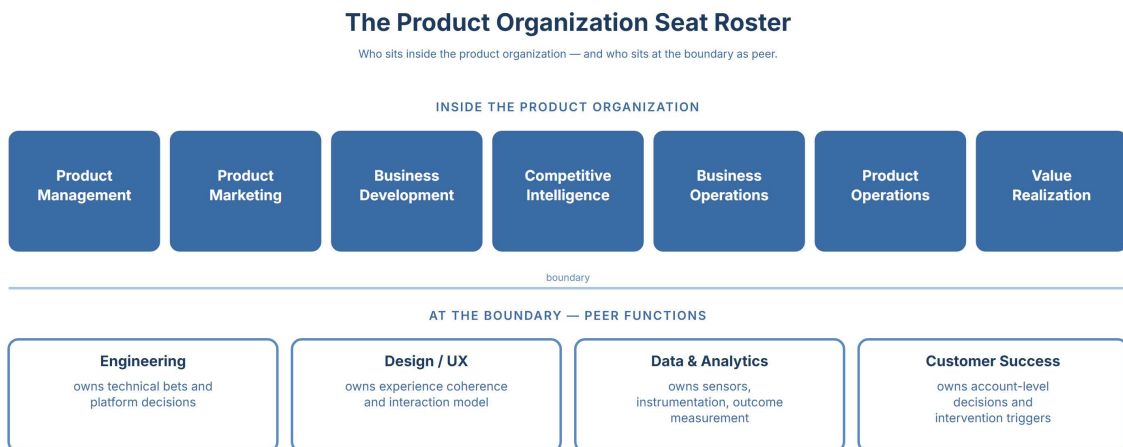 The Product Organization Seat Roster
Who sits inside the product organization — and who sits at the boundary as peer.
INSIDE THE PRODUCT ORGANIZATION
Product
Management
Product
Marketing
Business
Development
Competitive
Intelligence
Business
Operations
Product
Operations
Value
Realization
boundary
AT THE BOUNDARY — PEER FUNCTIONS
Engineering
owns technical bets and
platform decisions
Design / UX
owns experience coherence
and interaction model
Data & Analytics
owns sensors,
instrumentation, outcome
measurement
Customer Success
owns account-level
decisions and
intervention triggers